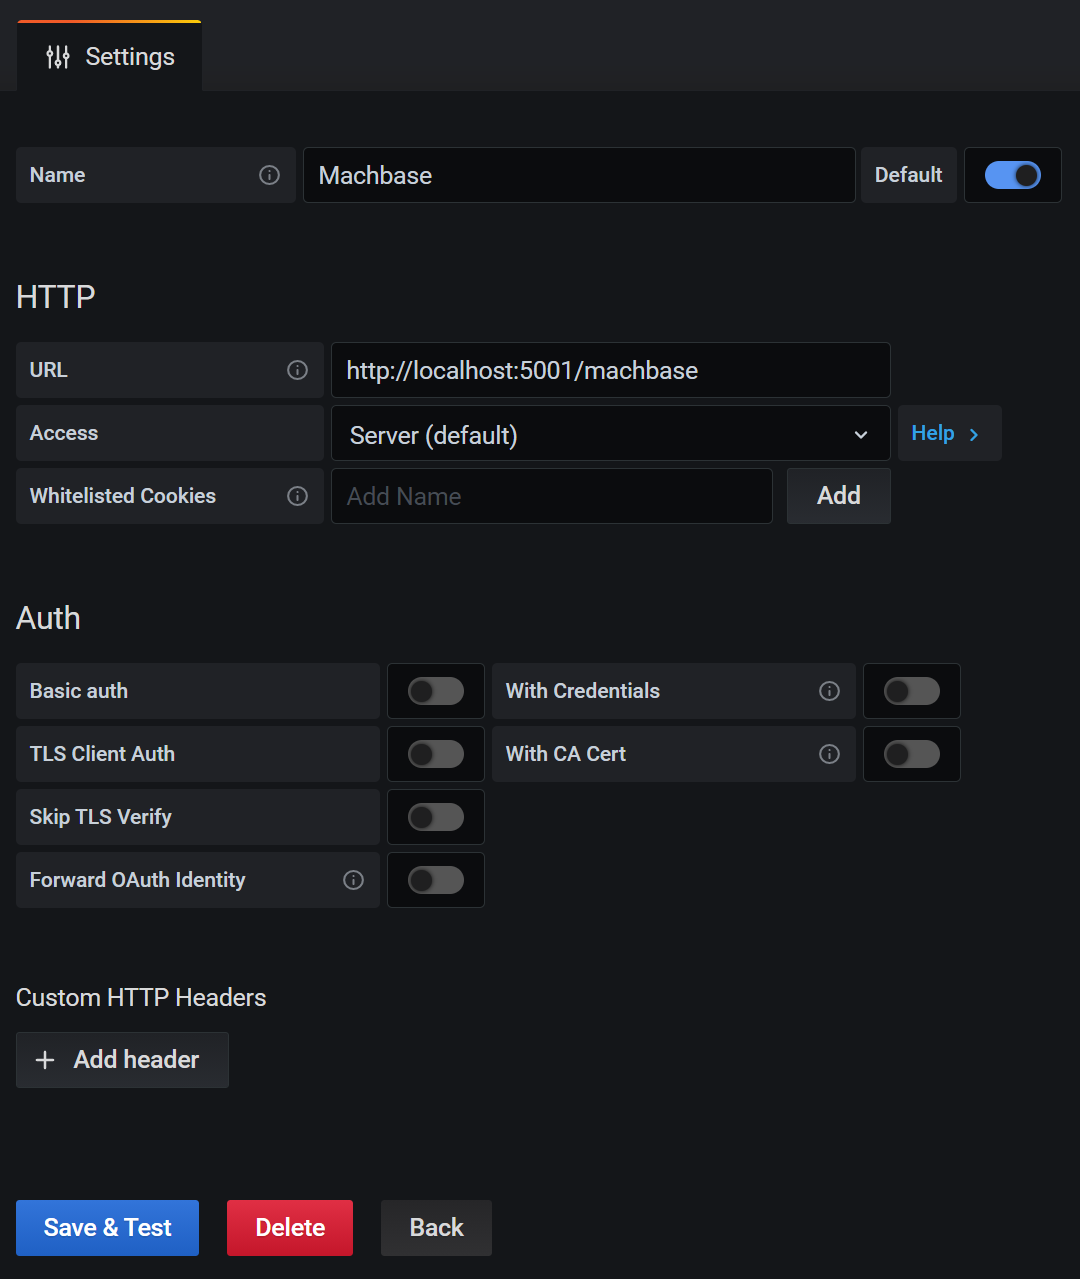 Settings
Name Machbase Default
HTTP
URL http://localhost:5001/machbase
Access Server (default) Help
Whitelisted Cookies Add Name Add
Auth
Basic auth With Credentials
TLS Client Auth With CA Cert
Skip TLS Verify
Forward OAuth Identity
Custom HTTP Headers
+ Add header
Save & Test Delete Back